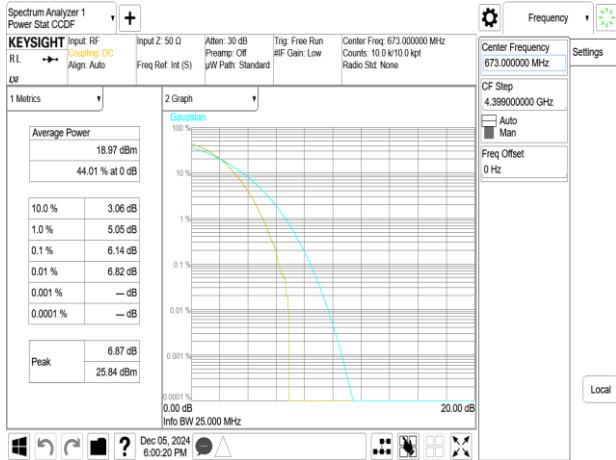 Spectrum Analyzer 1
Power Stat CCDF
Frequency
Settings
KEYSIGHT
RL
LXI
Input: RF
Coupling: DC
Align: Auto
Input Z: 50 Ω
Freq Ref: Int (S)
Atten: 30 dB
Preamp: Off
µW Path: Standard
Trig: Free Run
#IF Gain: Low
Center Freq: 673.000000 MHz
Counts: 10.0 k/10.0 kpt
Radio Std: None
Center Frequency
673.000000 MHz
CF Step
4.399000000 GHz
Auto
Man
Freq Offset
0 Hz
Local
1 Metrics
Average Power
18.97 dBm
44.01 % at 0 dB
10.0 % 3.06 dB
1.0 % 5.05 dB
0.1 % 6.14 dB
0.01 % 6.82 dB
0.001 % --- dB
0.0001 % --- dB
Peak
6.87 dB
25.84 dBm
2 Graph
Gaussian
100 %
10 %
1 %
0.1 %
0.01 %
0.001 %
0.0001 %
0.00 dB 20.00 dB
Info BW 25.000 MHz
?
Dec 05, 2024
6:00:20 PM